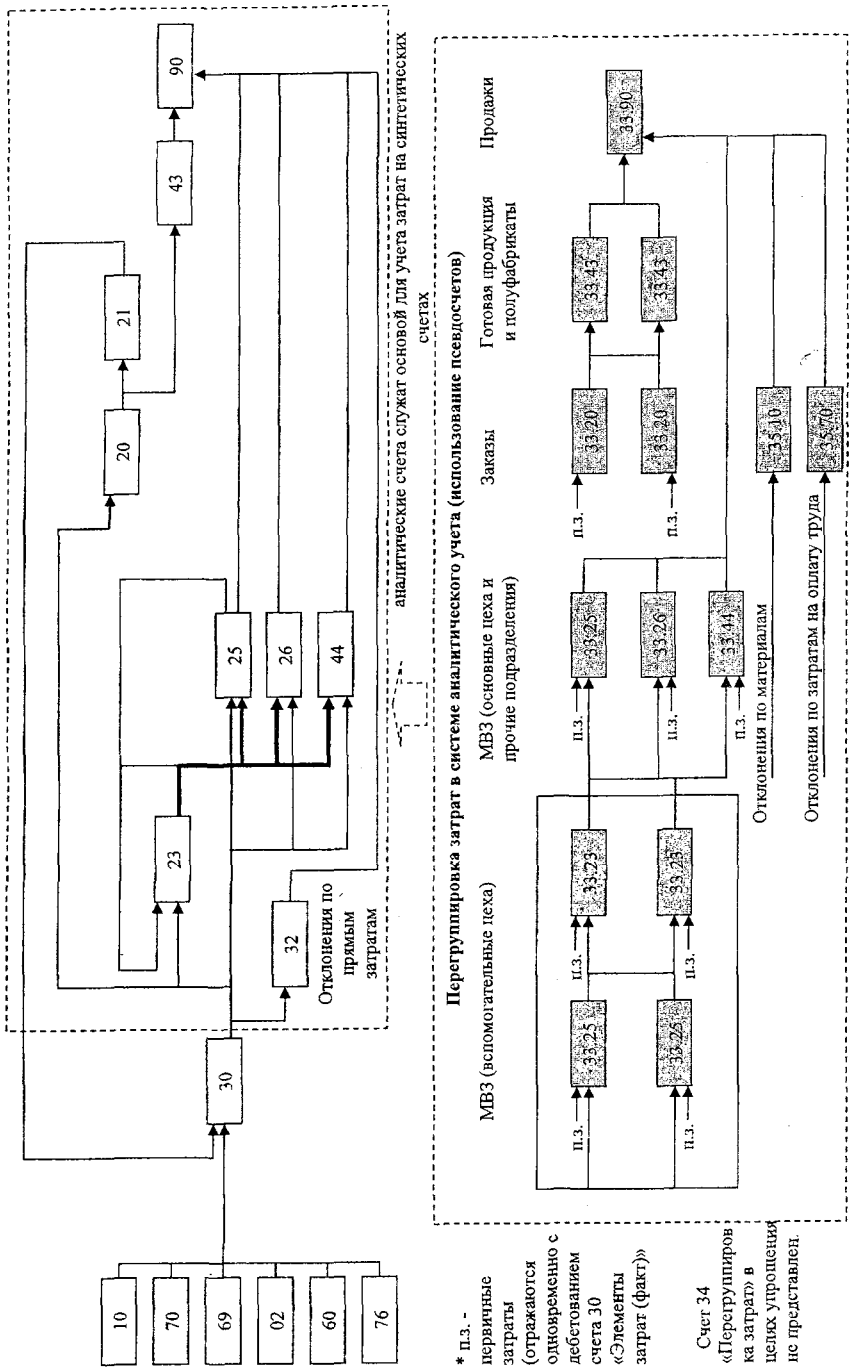 10
70
69
02
60
76
30
32
Отклонения по
прямым
затратам
23
25
26
44
20
21
43
90
аналитические счета служат основой для учета затрат на синтетических
счетах
Перегруппировка затрат в системе аналитического учета (использование псевдосчетов)
МВЗ (вспомогательные цеха)
МВЗ (основные цеха и
прочие подразделения)
Заказы
Готовая продукция
и полуфабрикаты
Продажи
п.з.
33.25
п.з.
п.з.
33.25
п.з.
п.з.
33.23
33.23
п.з.
п.з.
33.25
33.26
п.з.
33.44
п.з.
п.з.
33.20
п.з.
33.20
33.43
33.43
33.90
Отклонения по материалам
35.10
Отклонения по затратам на оплату труда
35.70
* п.з. -
первичные
затраты
(отражаются
одновременно с
дебетованием
счета 30
«Элементы
затрат (факт)»
Счет 34
«Перегруппиров
ка затрат» в
целях упрощения
не представлен.